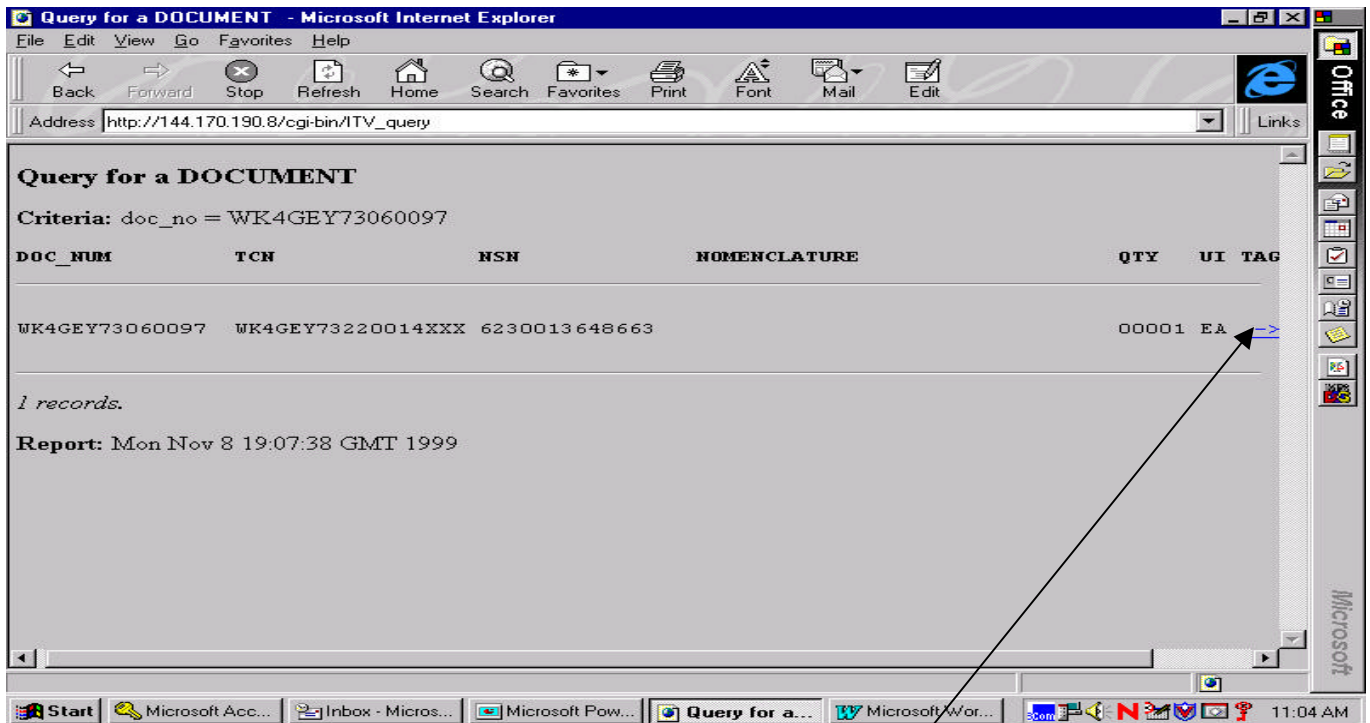 Query for a DOCUMENT - Microsoft Internet Explorer
File Edit View Go Favorites Help
Back Forward Stop Refresh Home Search Favorites Print Font Mail Edit
Address http://144.170.190.8/cgi-bin/ITV_query Links
Office
Query for a DOCUMENT
Criteria: doc_no = WK4GEY73060097
DOC_NUM TCN NSN NOMENCLATURE QTY UI TAG
WK4GEY73060097 WK4GEY73220014XXX 6230013648663 00001 EA ->
1 records.
Report: Mon Nov 8 19:07:38 GMT 1999
Microsoft
Start Microsoft Acc... Inbox - Micros... Microsoft Pow... Query for a... Microsoft Wor... 11:04 AM